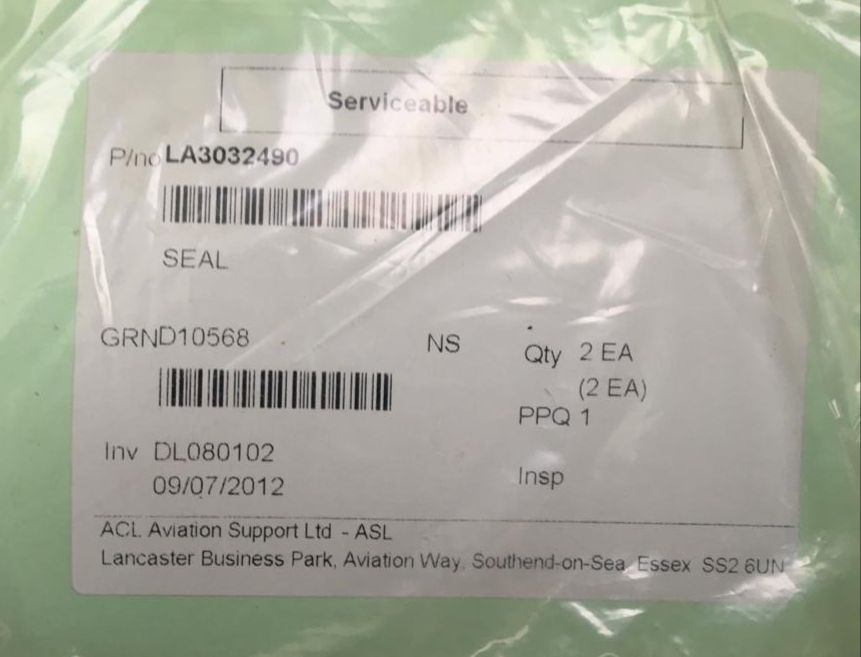 Serviceable
P/no LA3032490
SEAL
GRND10568 NS Qty 2 EA
(2 EA)
PPQ 1
Inv DL080102
09/07/2012 Insp
ACL Aviation Support Ltd - ASL
Lancaster Business Park, Aviation Way, Southend-on-Sea, Essex SS2 6UN